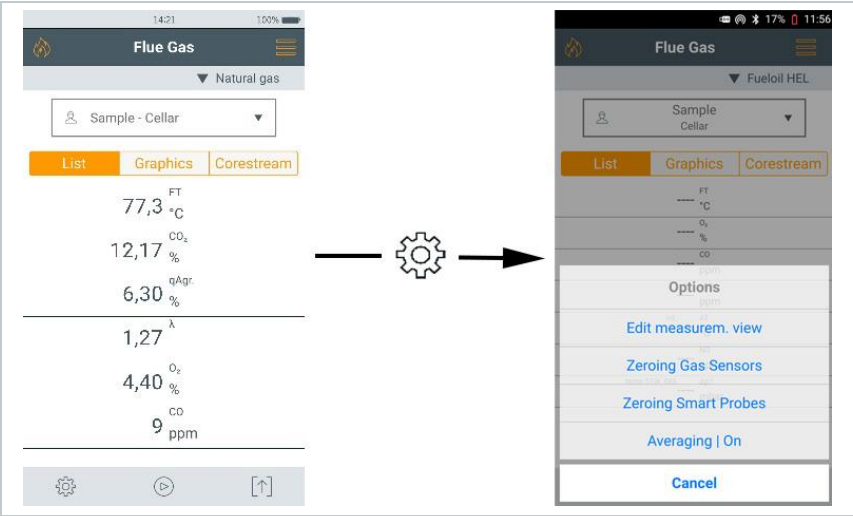 14:21 100%
Flue Gas
▼ Natural gas
Sample - Cellar ▼
List Graphics Corestream
77,3 FT °C
12,17 CO₂ %
6,30 qAgr. %
1,27 λ
4,40 O₂ %
9 CO ppm
17% 11:56
Flue Gas
▼ Fueloil HEL
Sample
Cellar
▼
List Graphics Corestream
---- FT °C
---- O₂ %
---- CO ppm
Options
ppm
Edit measurem. view
Zeroing Gas Sensors
Zeroing Smart Probes
Averaging | On
Cancel